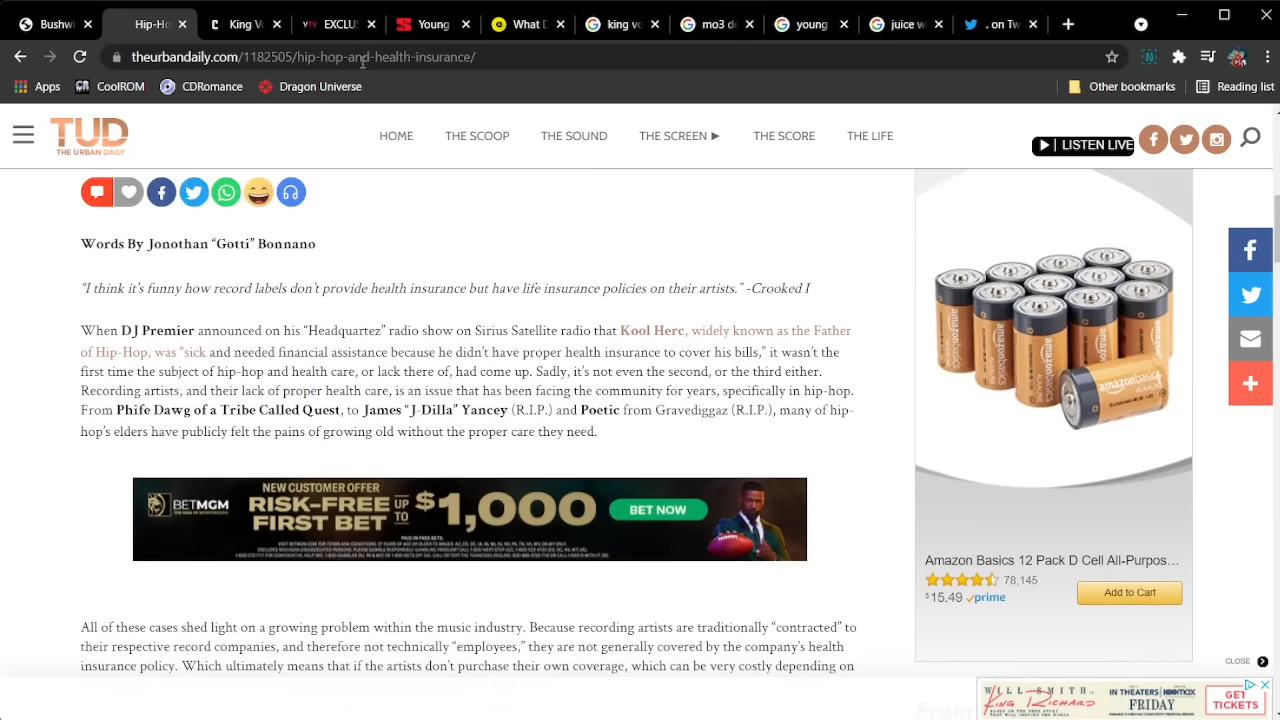 Bushwi
Hip-Ho
King Vo
EXCLUS
Young
What D
king vo
mo3 de
young
juice w
. on Tw
theurbandaily.com/1182505/hip-hop-and-health-insurance/
Apps
CoolROM
CDRomance
Dragon Universe
Other bookmarks
Reading list
TUD
THE URBAN DAILY
HOME
THE SCOOP
THE SOUND
THE SCREEN ▶
THE SCORE
THE LIFE
LISTEN LIVE
Words By Jonothan “Gotti” Bonnano
“I think it’s funny how record labels don’t provide health insurance but have life insurance policies on their artists.” -Crooked I
When DJ Premier announced on his “Headquartez” radio show on Sirius Satellite radio that Kool Herc, widely known as the Father
of Hip-Hop, was “sick and needed financial assistance because he didn’t have proper health insurance to cover his bills,” it wasn’t the
first time the subject of hip-hop and health care, or lack there of, had come up. Sadly, it’s not even the second, or the third either.
Recording artists, and their lack of proper health care, is an issue that has been facing the community for years, specifically in hip-hop.
From Phife Dawg of a Tribe Called Quest, to James “J-Dilla” Yancey (R.I.P.) and Poetic from Gravediggaz (R.I.P.), many of hip-
hop’s elders have publicly felt the pains of growing old without the proper care they need.
BETMGM
NEW CUSTOMER OFFER
RISK-FREE
FIRST BET
UP
TO
$1,000
PAID IN FREE BETS.
BET NOW
All of these cases shed light on a growing problem within the music industry. Because recording artists are traditionally “contracted” to
their respective record companies, and therefore not technically “employees,” they are not generally covered by the company’s health
insurance policy. Which ultimately means that if the artists don’t purchase their own coverage, which can be very costly depending on
amazonbasics
amazonbasics
Amazon Basics 12 Pack D Cell All-Purpos...
78,145
$15.49 prime
Add to Cart
CLOSE
From
WILL SMITH IS
KING RICHARD
IN THEATERS HBOmax
FRIDAY
GET
TICKETS